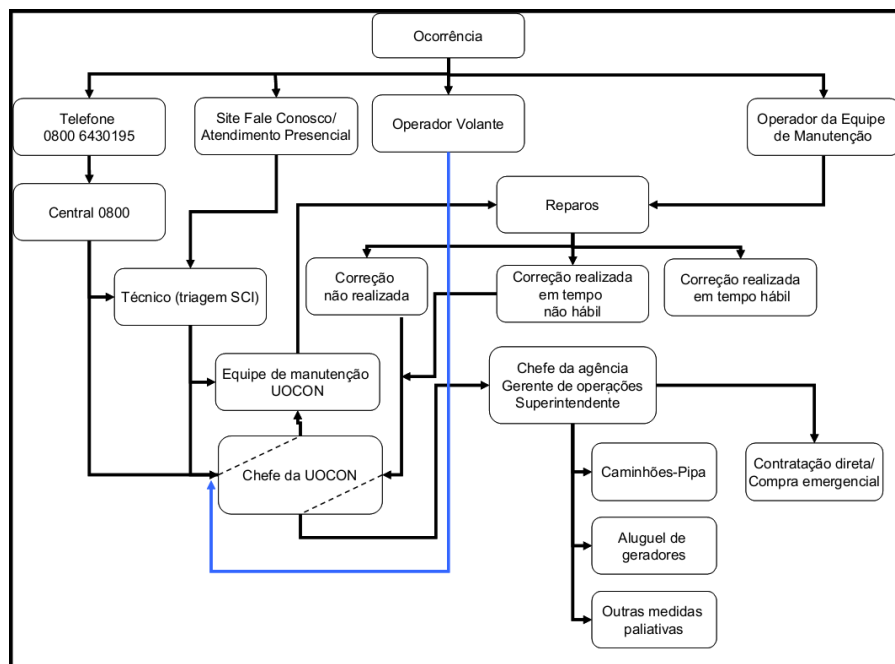 Ocorrência
Telefone
0800 6430195
Site Fale Conosco/
Atendimento Presencial
Operador Volante
Operador da Equipe
de Manutenção
Central 0800
Reparos
Técnico (triagem SCI)
Correção
não realizada
Correção realizada
em tempo
não hábil
Correção realizada
em tempo hábil
Equipe de manutenção
UOCON
Chefe da agência
Gerente de operações
Superintendente
Chefe da UOCON
Caminhões-Pipa
Contratação direta/
Compra emergencial
Aluguel de
geradores
Outras medidas
paliativas